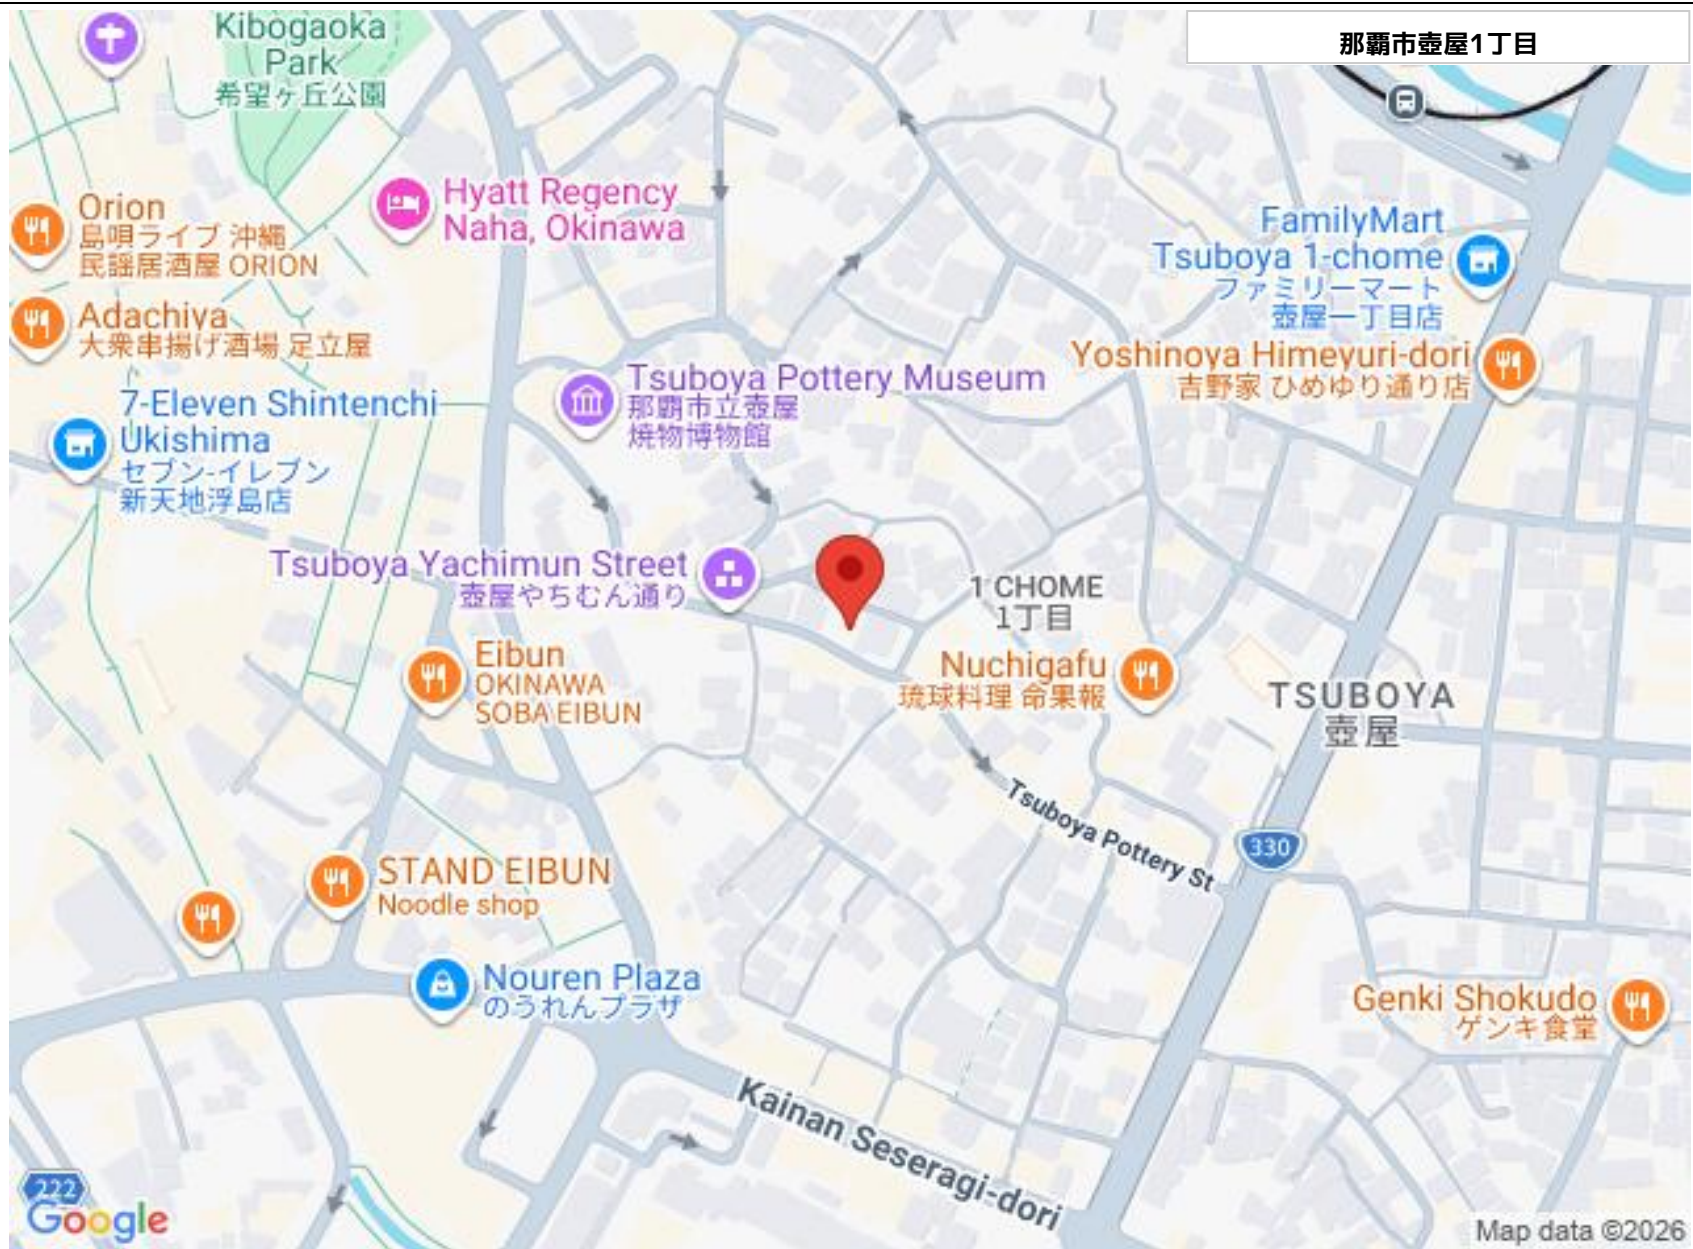 那覇市壺屋1丁目
Kibogaoka
Park
希望ヶ丘公園
Hyatt Regency
Naha, Okinawa
Orion
島唄ライブ 沖縄
民謡居酒屋 ORION
FamilyMart
Tsuboya 1-chome
ファミリーマート
壺屋一丁目店
Adachiya
大衆串揚げ酒場 足立屋
Yoshinoya Himeyuri-dori
吉野家 ひめゆり通り店
Tsuboya Pottery Museum
那覇市立壺屋
焼物博物館
7-Eleven Shintenchi
Ukishima
セブン-イレブン
新天地浮島店
Tsuboya Yachimun Street
壺屋やちむん通り
1 CHOME
1丁目
Eibun
OKINAWA
SOBA EIBUN
Nuchigafu
琉球料理 命果報
TSUBOYA
壺屋
Tsuboya Pottery St
330
STAND EIBUN
Noodle shop
Nouren Plaza
のうれんプラザ
Genki Shokudo
ゲンキ食堂
Kainan Seseragi-dori
222
Google
Map data ©2026